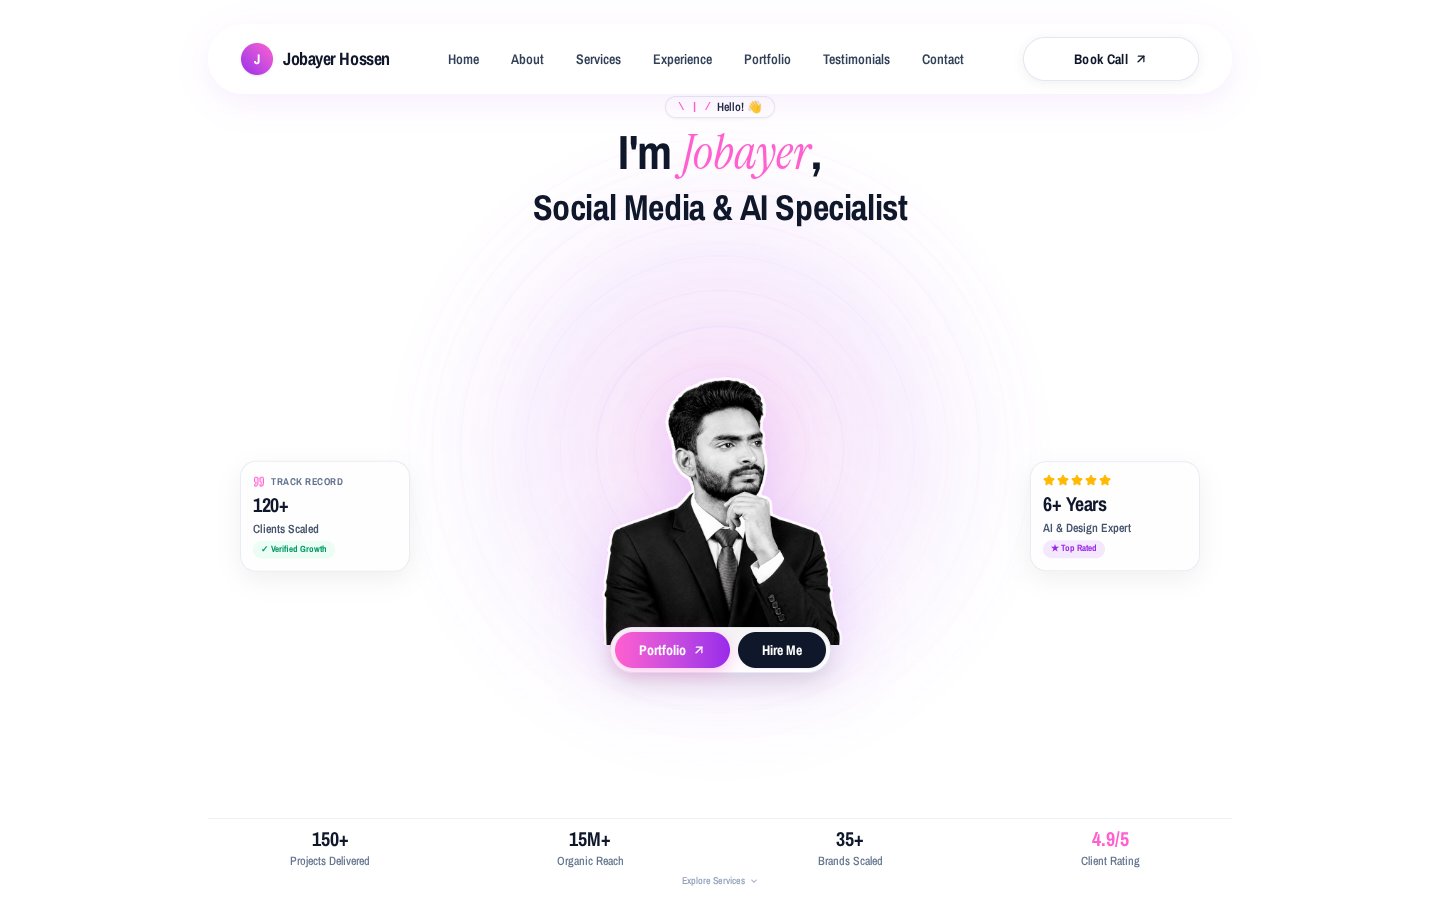 J Jobayer Hossen Home About Services Experience Portfolio Testimonials Contact Book Call
Hello! 👋
I'm Jobayer,
Social Media & AI Specialist
TRACK RECORD
120+
Clients Scaled
✓ Verified Growth
6+ Years
AI & Design Expert
★ Top Rated
Portfolio Hire Me
150+ 15M+ 35+ 4.9/5
Projects Delivered Organic Reach Brands Scaled Client Rating
Explore Services